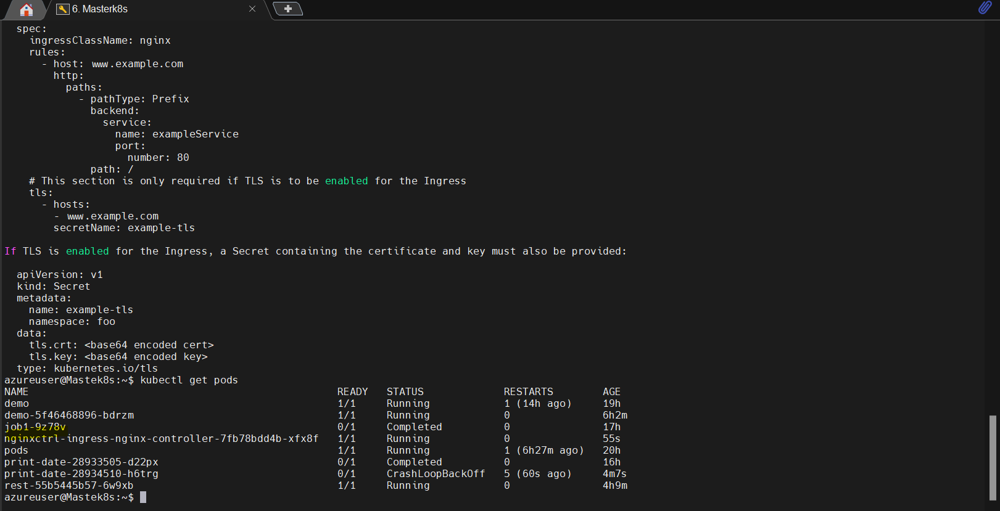 6. Masterk8s
  spec:
    ingressClassName: nginx
    rules:
      - host: www.example.com
        http:
          paths:
            - pathType: Prefix
              backend:
                service:
                  name: exampleService
                  port:
                    number: 80
              path: /
    # This section is only required if TLS is to be enabled for the Ingress
    tls:
      - hosts:
        - www.example.com
        secretName: example-tls

If TLS is enabled for the Ingress, a Secret containing the certificate and key must also be provided:

  apiVersion: v1
  kind: Secret
  metadata:
    name: example-tls
    namespace: foo
  data:
    tls.crt: <base64 encoded cert>
    tls.key: <base64 encoded key>
  type: kubernetes.io/tls
azureuser@Mastek8s:~$ kubectl get pods
NAME                                                  READY   STATUS             RESTARTS        AGE
demo                                                  1/1     Running            1 (14h ago)     19h
demo-5f46468896-bdrzm                                 1/1     Running            0               6h2m
job1-9z78v                                            0/1     Completed          0               17h
nginxctrl-ingress-nginx-controller-7fb78bdd4b-xfx8f   1/1     Running            0               55s
pods                                                  1/1     Running            1 (6h27m ago)   20h
print-date-28933505-d22px                             0/1     Completed          0               16h
print-date-28934510-h6trg                             0/1     CrashLoopBackOff   5 (60s ago)     4m7s
rest-55b5445b57-6w9xb                                 1/1     Running            0               4h9m
azureuser@Mastek8s:~$